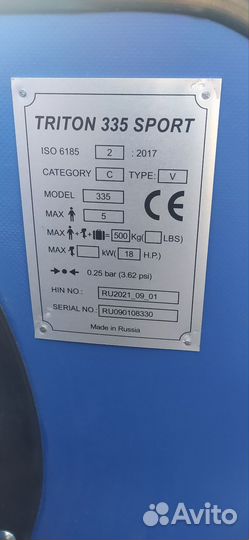 TRITON 335 SPORT
ISO 6185 2 : 2017
CATEGORY C TYPE: V
MODEL 335
MAX 5 CE
MAX + + = 500 Kg( LBS)
MAX kW( 18 H.P.)
0.25 bar (3.62 psi)
HIN NO.: RU2021_09_01
SERIAL NO.: RU090108330
Made in Russia
Avito